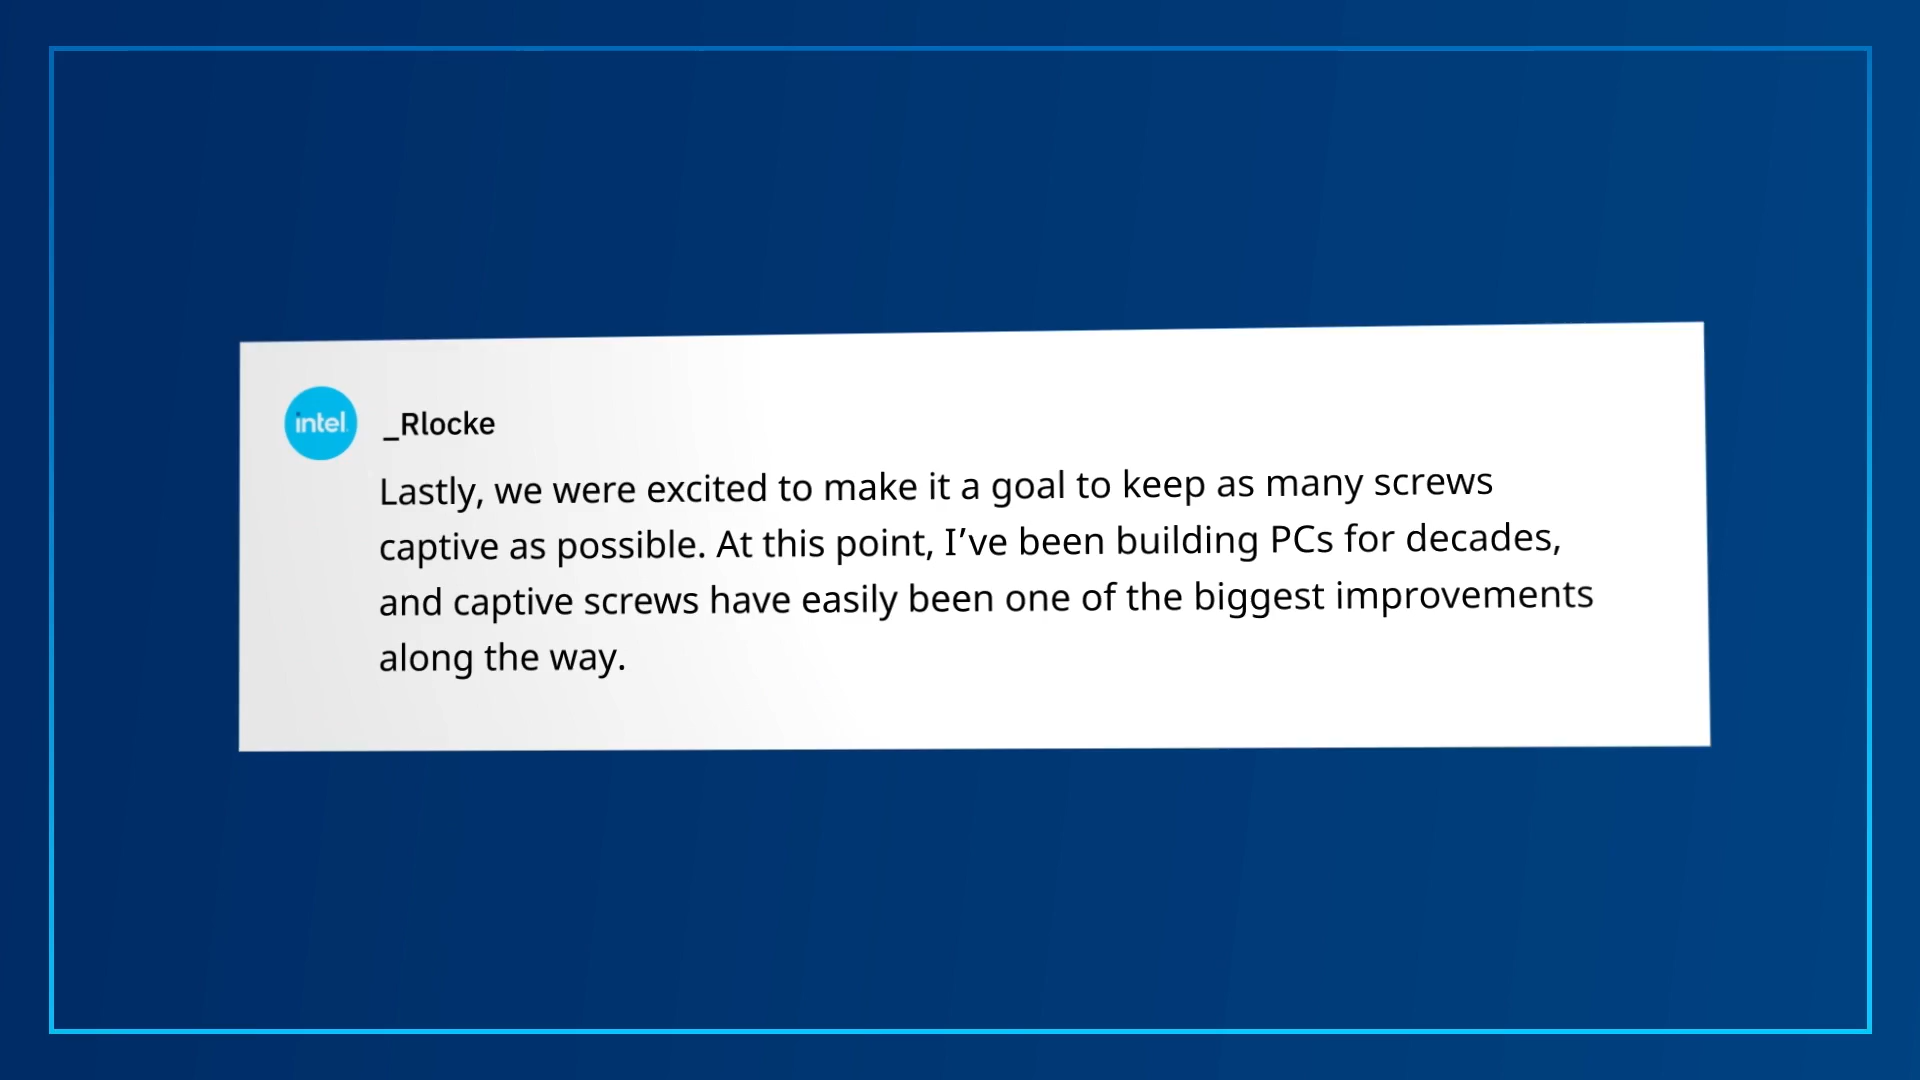 intel
_Rlocke
Lastly, we were excited to make it a goal to keep as many screws
captive as possible. At this point, I’ve been building PCs for decades,
and captive screws have easily been one of the biggest improvements
along the way.